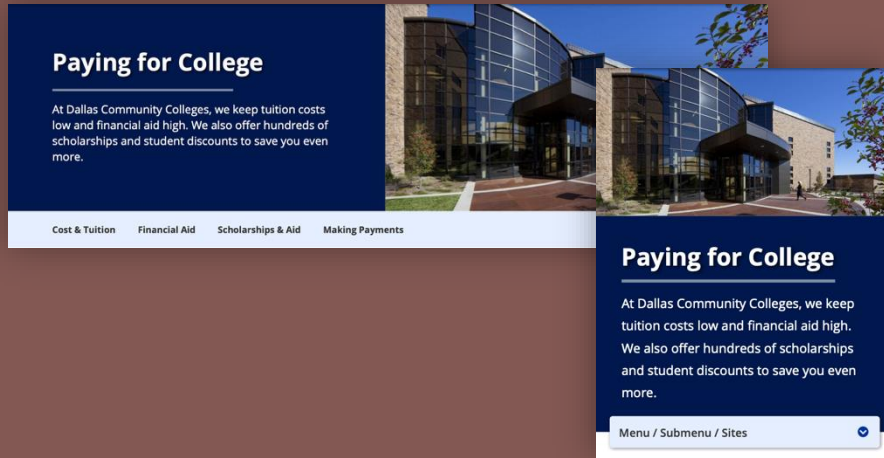 Paying for College
At Dallas Community Colleges, we keep tuition costs
low and financial aid high. We also offer hundreds of
scholarships and student discounts to save you even
more.
Cost & Tuition Financial Aid Scholarships & Aid Making Payments
Paying for College
At Dallas Community Colleges, we keep
tuition costs low and financial aid high.
We also offer hundreds of scholarships
and student discounts to save you even
more.
Menu / Submenu / Sites